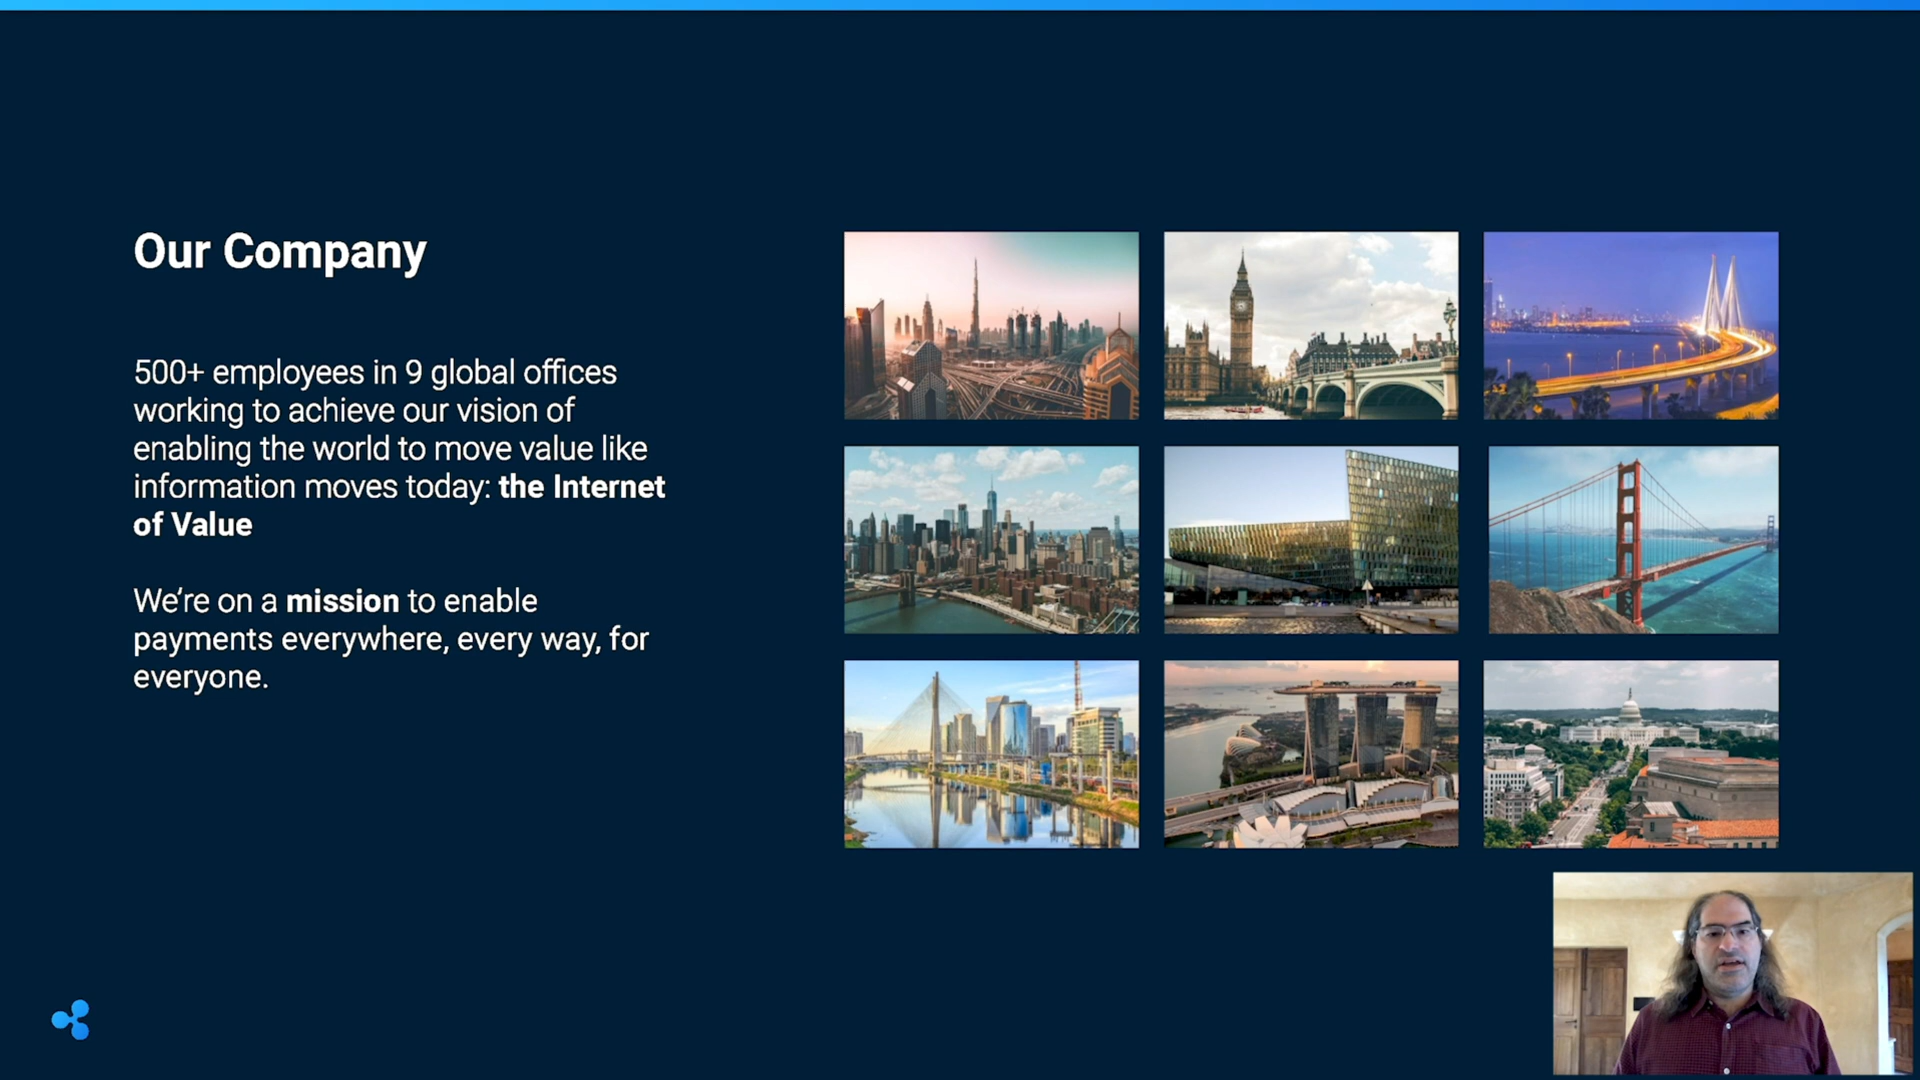 Our Company
500+ employees in 9 global offices
working to achieve our vision of
enabling the world to move value like
information moves today: the Internet
of Value
We’re on a mission to enable
payments everywhere, every way, for
everyone.